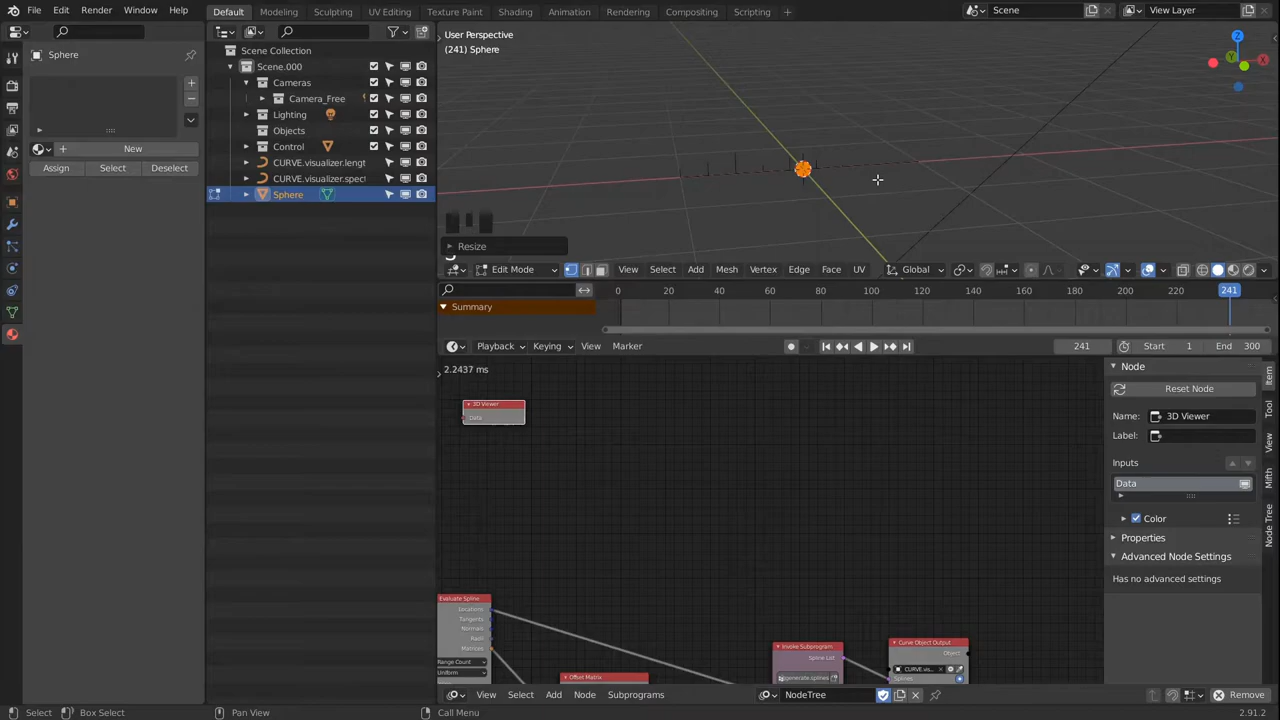 File Edit Render Window Help
Default Modeling Sculpting UV Editing Texture Paint Shading Animation Rendering Compositing Scripting
Scene
View Layer
Sphere
New
Assign Select Deselect
Scene Collection
Scene.000
Cameras
Camera_Free
Lighting
Objects
Control
CURVE.visualizer.lengt
CURVE.visualizer.spect
Sphere
User Perspective
(241) Sphere
Resize
Edit Mode View Select Add Mesh Vertex Edge Face UV Global
0 20 40 60 80 100 120 140 160 180 200 220 241
Summary
Playback Keying View Marker
241 Start 1 End 300
2.2437 ms
3D Viewer
Data
Evaluate Spline
Locations
Tangents
Normals
Radii
Matrices
Range Count
Uniform
Offset Matrix
Invoke Subprogram
Spline List
generate.splines
Curve Object Output
Object
CURVE.vis...
Splines
Node
Reset Node
Name: 3D Viewer
Label:
Inputs
Data
Color
Properties
Advanced Node Settings
Has no advanced settings
Item
Tool
View
Mifth
Node Tree
View Select Add Node Subprograms
NodeTree
Remove
Select Box Select Pan View Call Menu 2.91.2